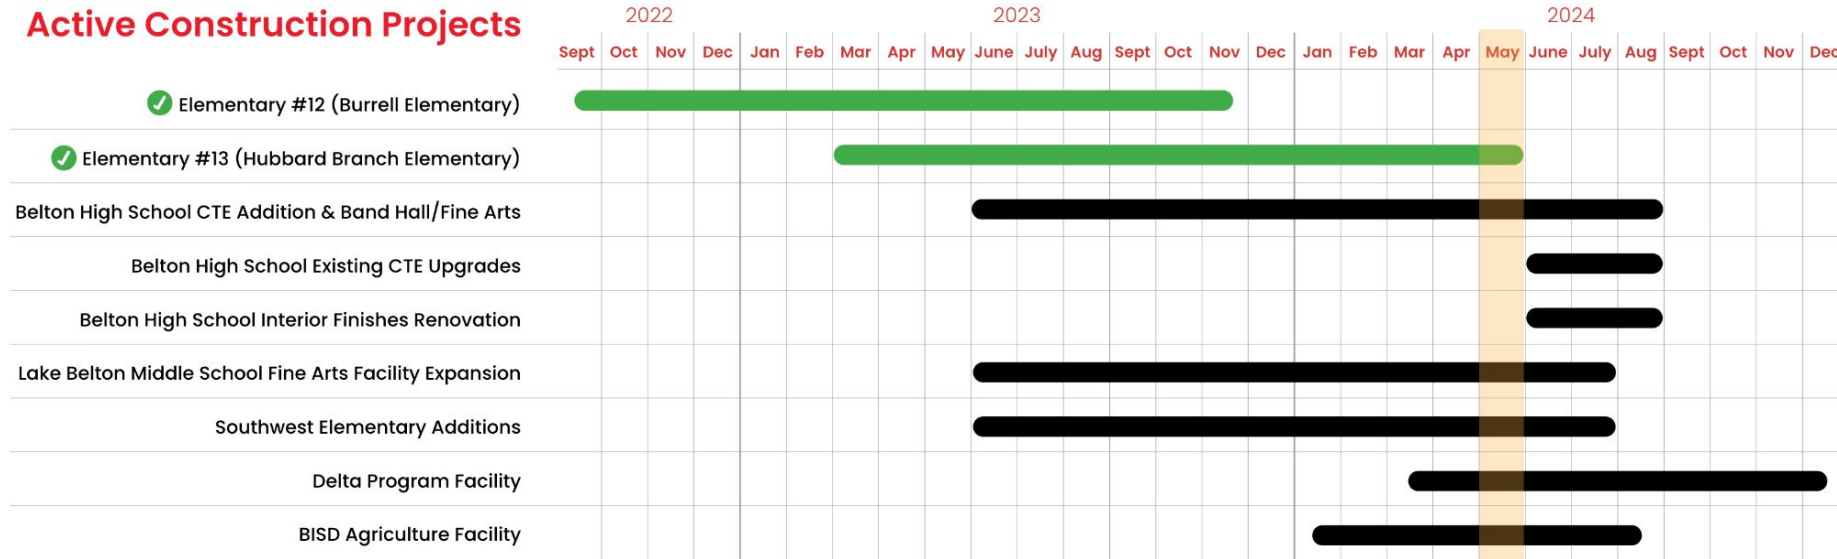 Active Construction Projects
2022 2023 2024
Sept Oct Nov Dec Jan Feb Mar Apr May June July Aug Sept Oct Nov Dec Jan Feb Mar Apr May June July Aug Sept Oct Nov Dec
Elementary #12 (Burrell Elementary)
Elementary #13 (Hubbard Branch Elementary)
Belton High School CTE Addition & Band Hall/Fine Arts
Belton High School Existing CTE Upgrades
Belton High School Interior Finishes Renovation
Lake Belton Middle School Fine Arts Facility Expansion
Southwest Elementary Additions
Delta Program Facility
BISD Agriculture Facility